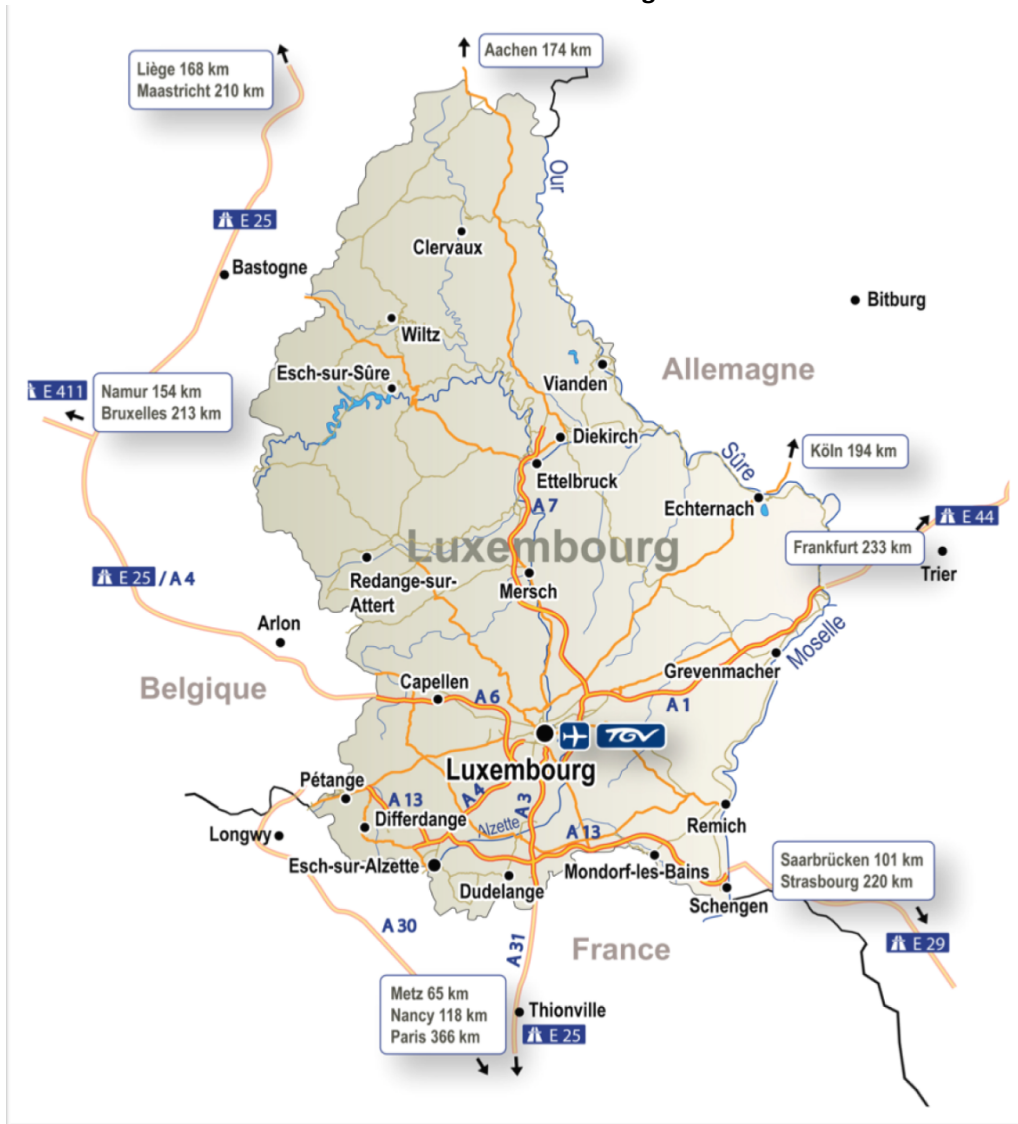 Aachen 174 km
Liège 168 km
Maastricht 210 km
Our
E 25
Clervaux
Bastogne
Bitburg
Wiltz
Allemagne
Esch-sur-Sûre
Vianden
E 411
Namur 154 km
Bruxelles 213 km
Diekirch
Sûre
Köln 194 km
Ettelbruck
Echternach
A 7
E 44
Luxembourg
Frankfurt 233 km
Trier
E 25 / A 4
Redange-sur-
Attert
Mersch
Arlon
Moselle
Grevenmacher
Belgique
Capellen
A 6
A 1
TGV
Luxembourg
Pétange
A 4
A 3
A 13
Differdange
Alzette
A 13
Remich
Longwy
Esch-sur-Alzette
Mondorf-les-Bains
Saarbrücken 101 km
Strasbourg 220 km
Dudelange
Schengen
A 30
A 31
France
E 29
Metz 65 km
Nancy 118 km
Paris 366 km
Thionville
E 25